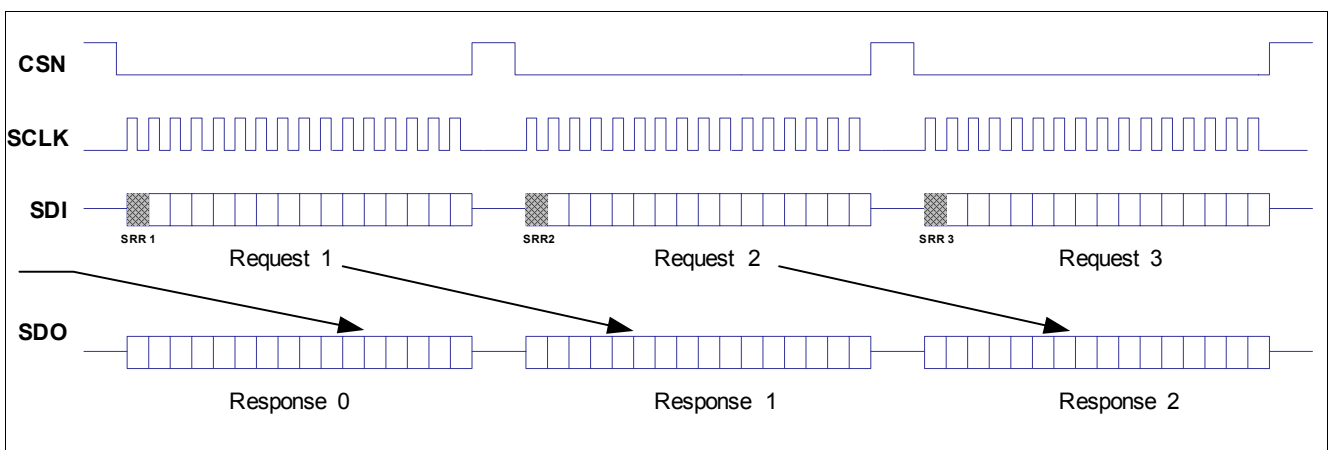 CSN
SCLK
SDI
SRR 1 SRR2 SRR 3
Request 1 Request 2 Request 3
SDO
Response 0 Response 1 Response 2